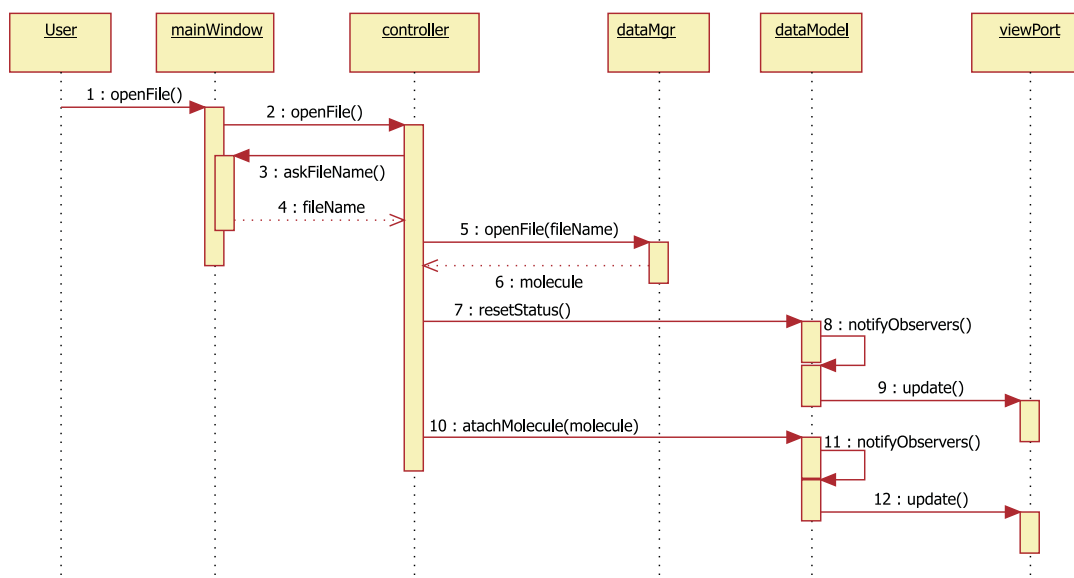 User
mainWindow
controller
dataMgr
dataModel
viewPort
1 : openFile()
2 : openFile()
3 : askFileName()
4 : fileName
5 : openFile(fileName)
6 : molecule
7 : resetStatus()
8 : notifyObservers()
9 : update()
10 : atachMolecule(molecule)
11 : notifyObservers()
12 : update()